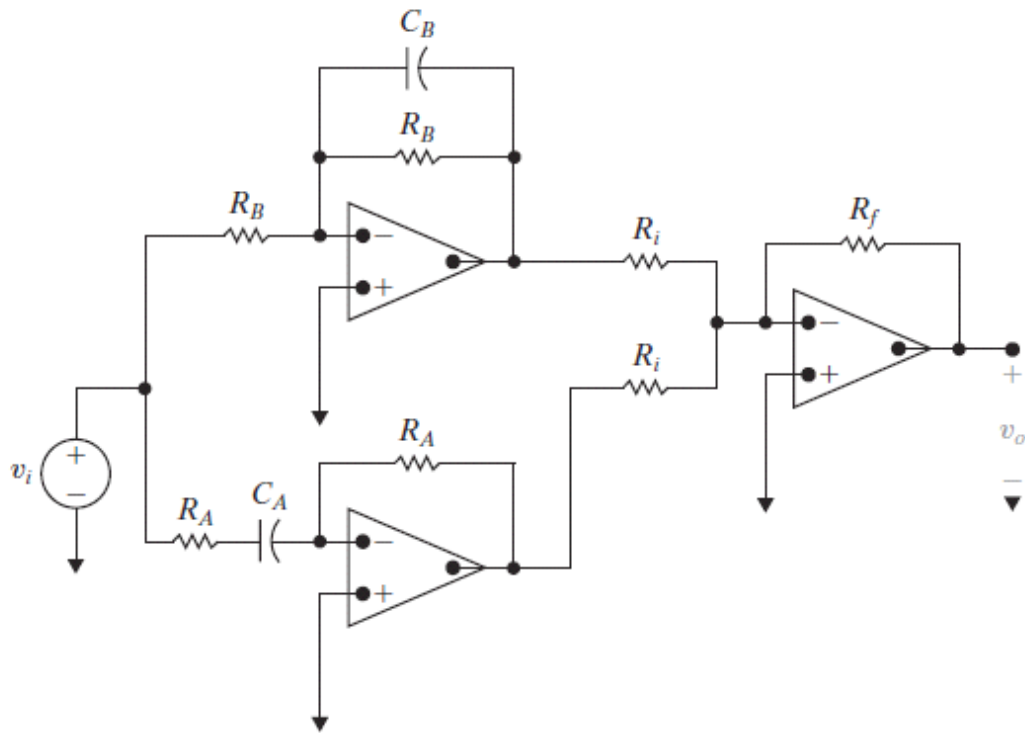 C_B
R_B
R_B
R_f
R_i
−
−
+
+
+
R_i
R_A
v_o
+
v_i
−
−
C_A
R_A
−
+